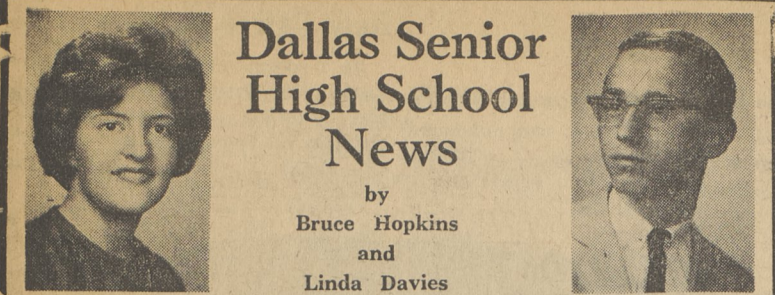 Dallas Senior
High School
News
by
Bruce Hopkins
and
Linda Davies